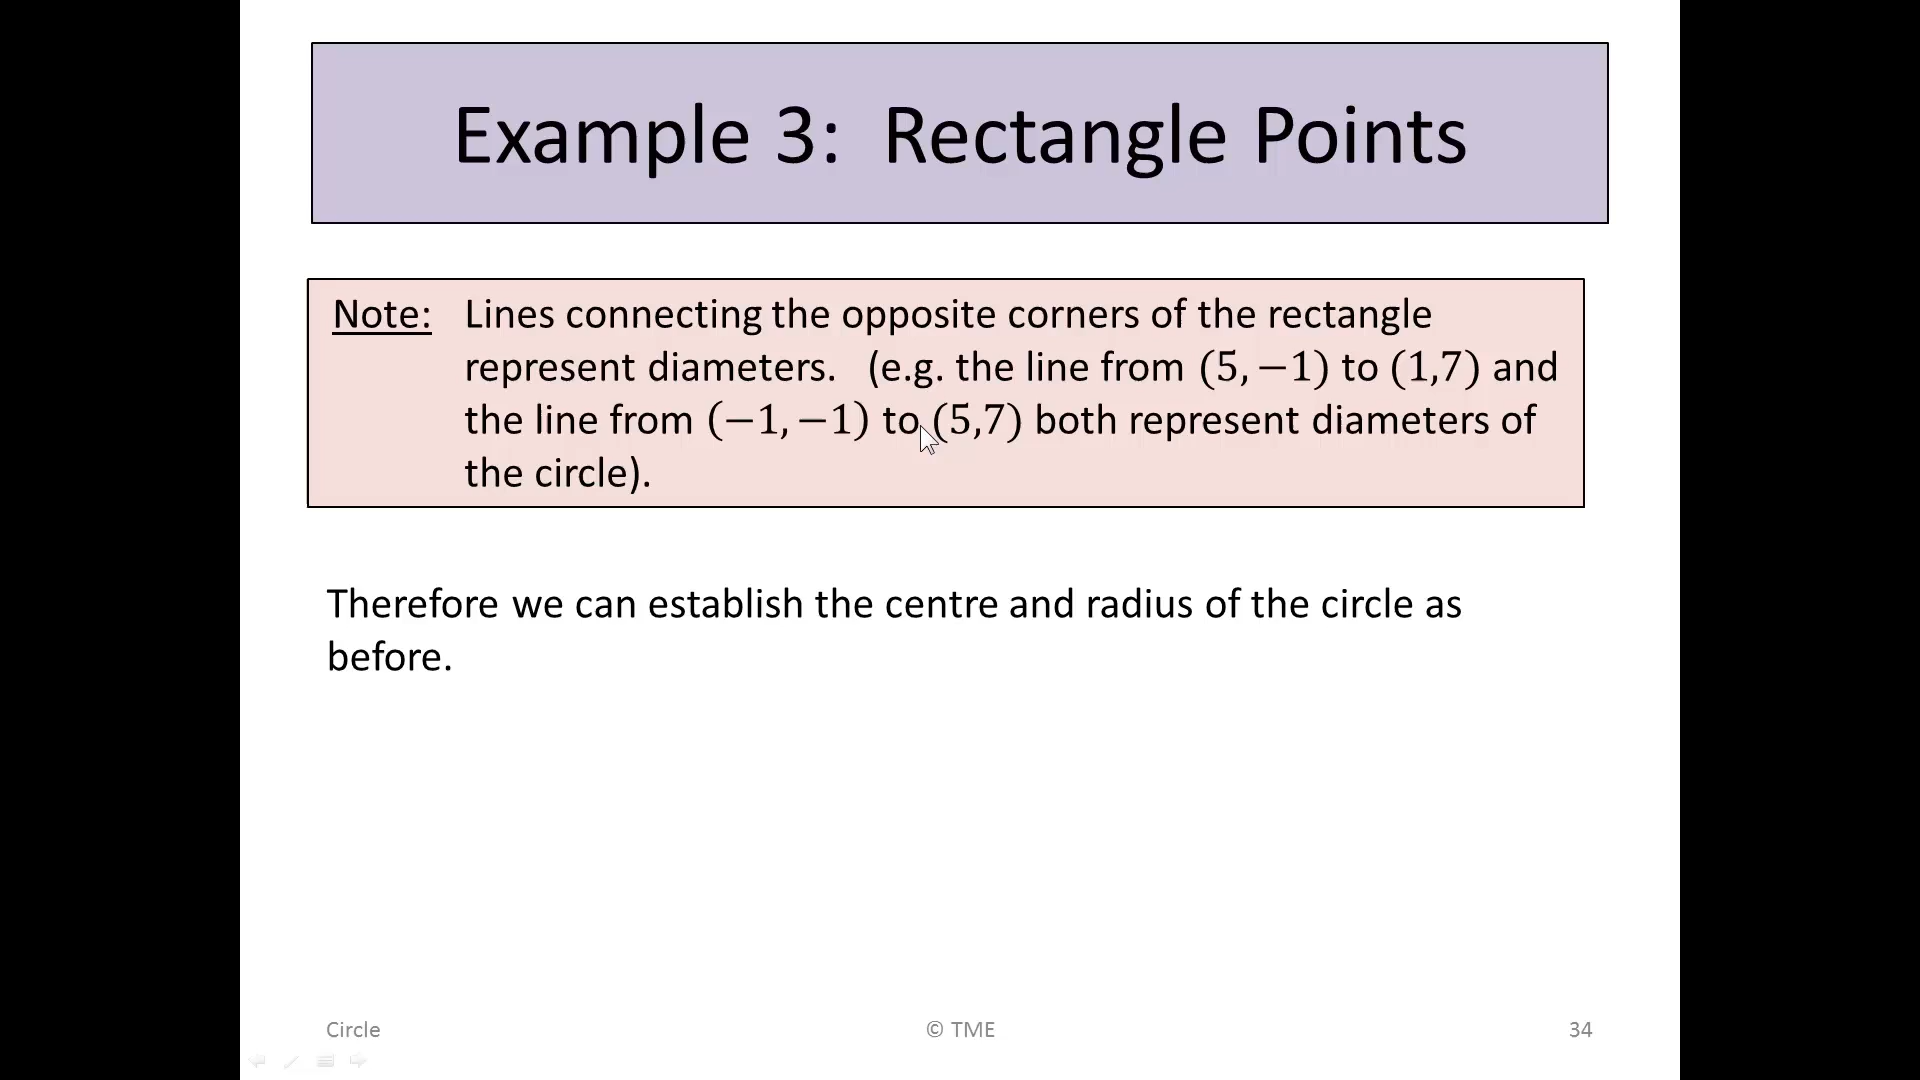 Example 3: Rectangle Points
Note: Lines connecting the opposite corners of the rectangle
represent diameters. (e.g. the line from (5, −1) to (1,7) and
the line from (−1, −1) to (5,7) both represent diameters of
the circle).
Therefore we can establish the centre and radius of the circle as
before.
Circle © TME 34